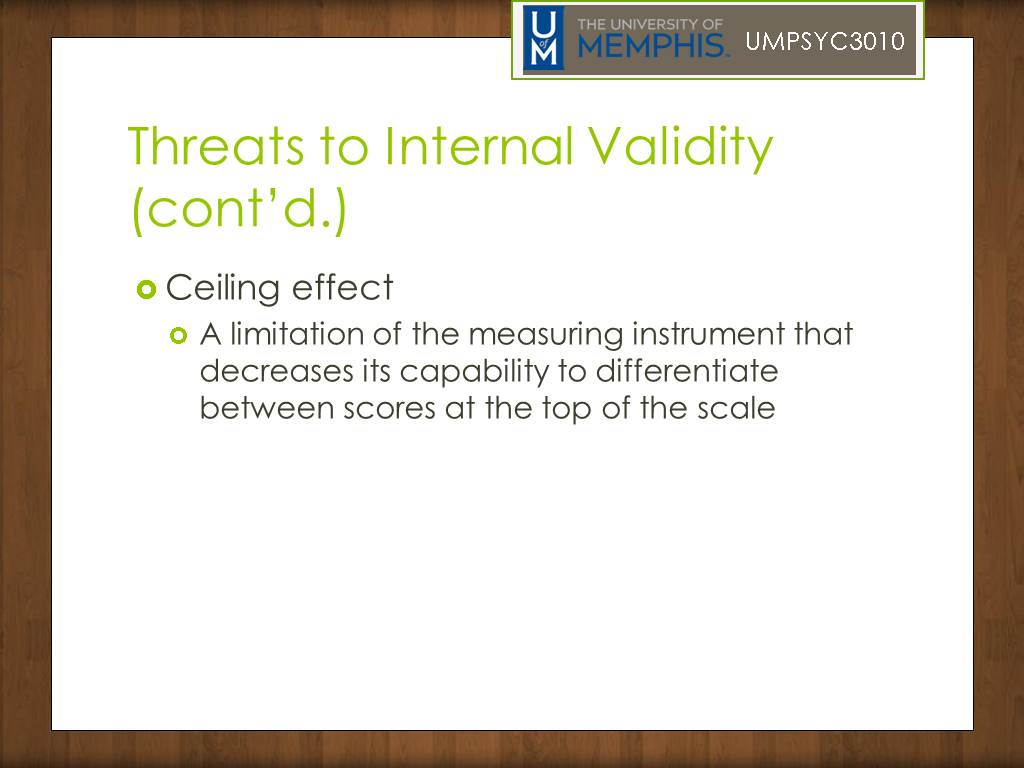 U
of
M
THE UNIVERSITY OF
MEMPHIS™
UMPSYC3010
Threats to Internal Validity
(cont’d.)
Ceiling effect
A limitation of the measuring instrument that
decreases its capability to differentiate
between scores at the top of the scale